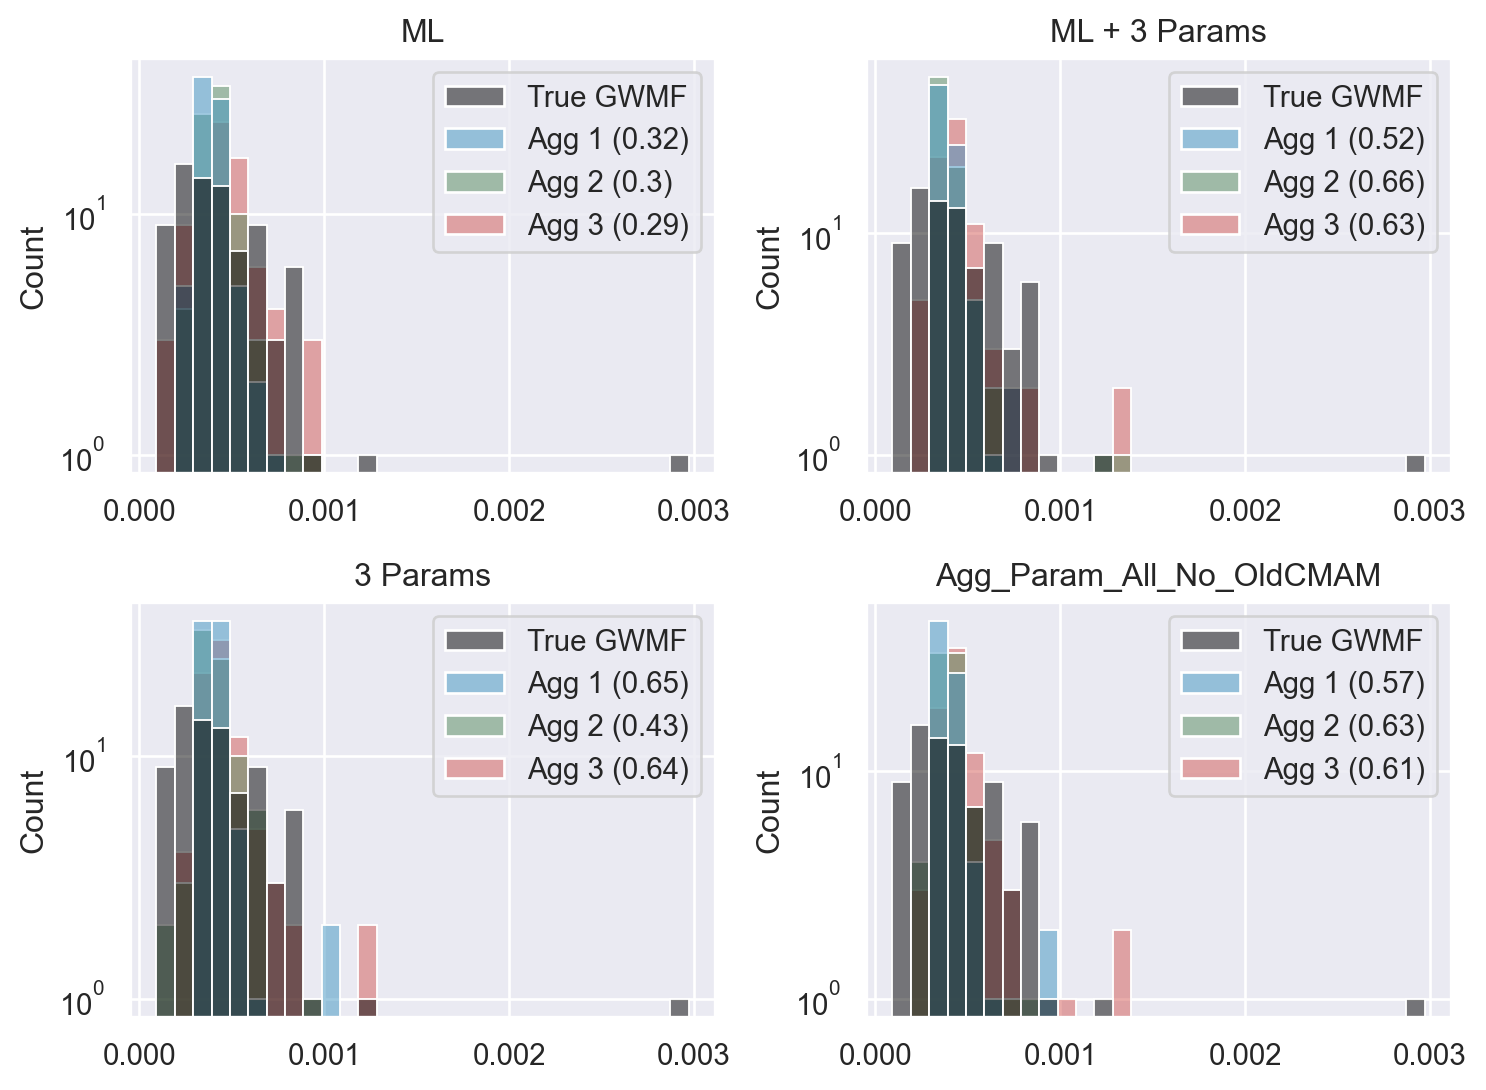 ML
Count
10^1
10^0
True GWMF
Agg 1 (0.32)
Agg 2 (0.3)
Agg 3 (0.29)
0.000 0.001 0.002 0.003
ML + 3 Params
Count
10^1
10^0
True GWMF
Agg 1 (0.52)
Agg 2 (0.66)
Agg 3 (0.63)
0.000 0.001 0.002 0.003
3 Params
Count
10^1
10^0
True GWMF
Agg 1 (0.65)
Agg 2 (0.43)
Agg 3 (0.64)
0.000 0.001 0.002 0.003
Agg_Param_All_No_OldCMAM
Count
10^1
10^0
True GWMF
Agg 1 (0.57)
Agg 2 (0.63)
Agg 3 (0.61)
0.000 0.001 0.002 0.003